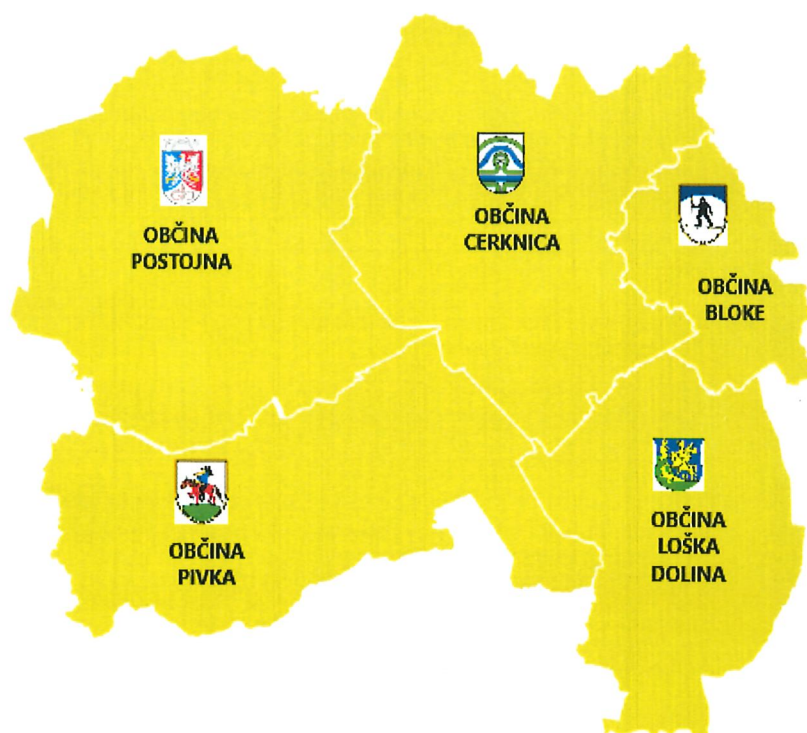 OBČINA
POSTOJNA
OBČINA
CERKNICA
OBČINA
BLOKE
OBČINA
PIVKA
OBČINA
LOŠKA
DOLINA